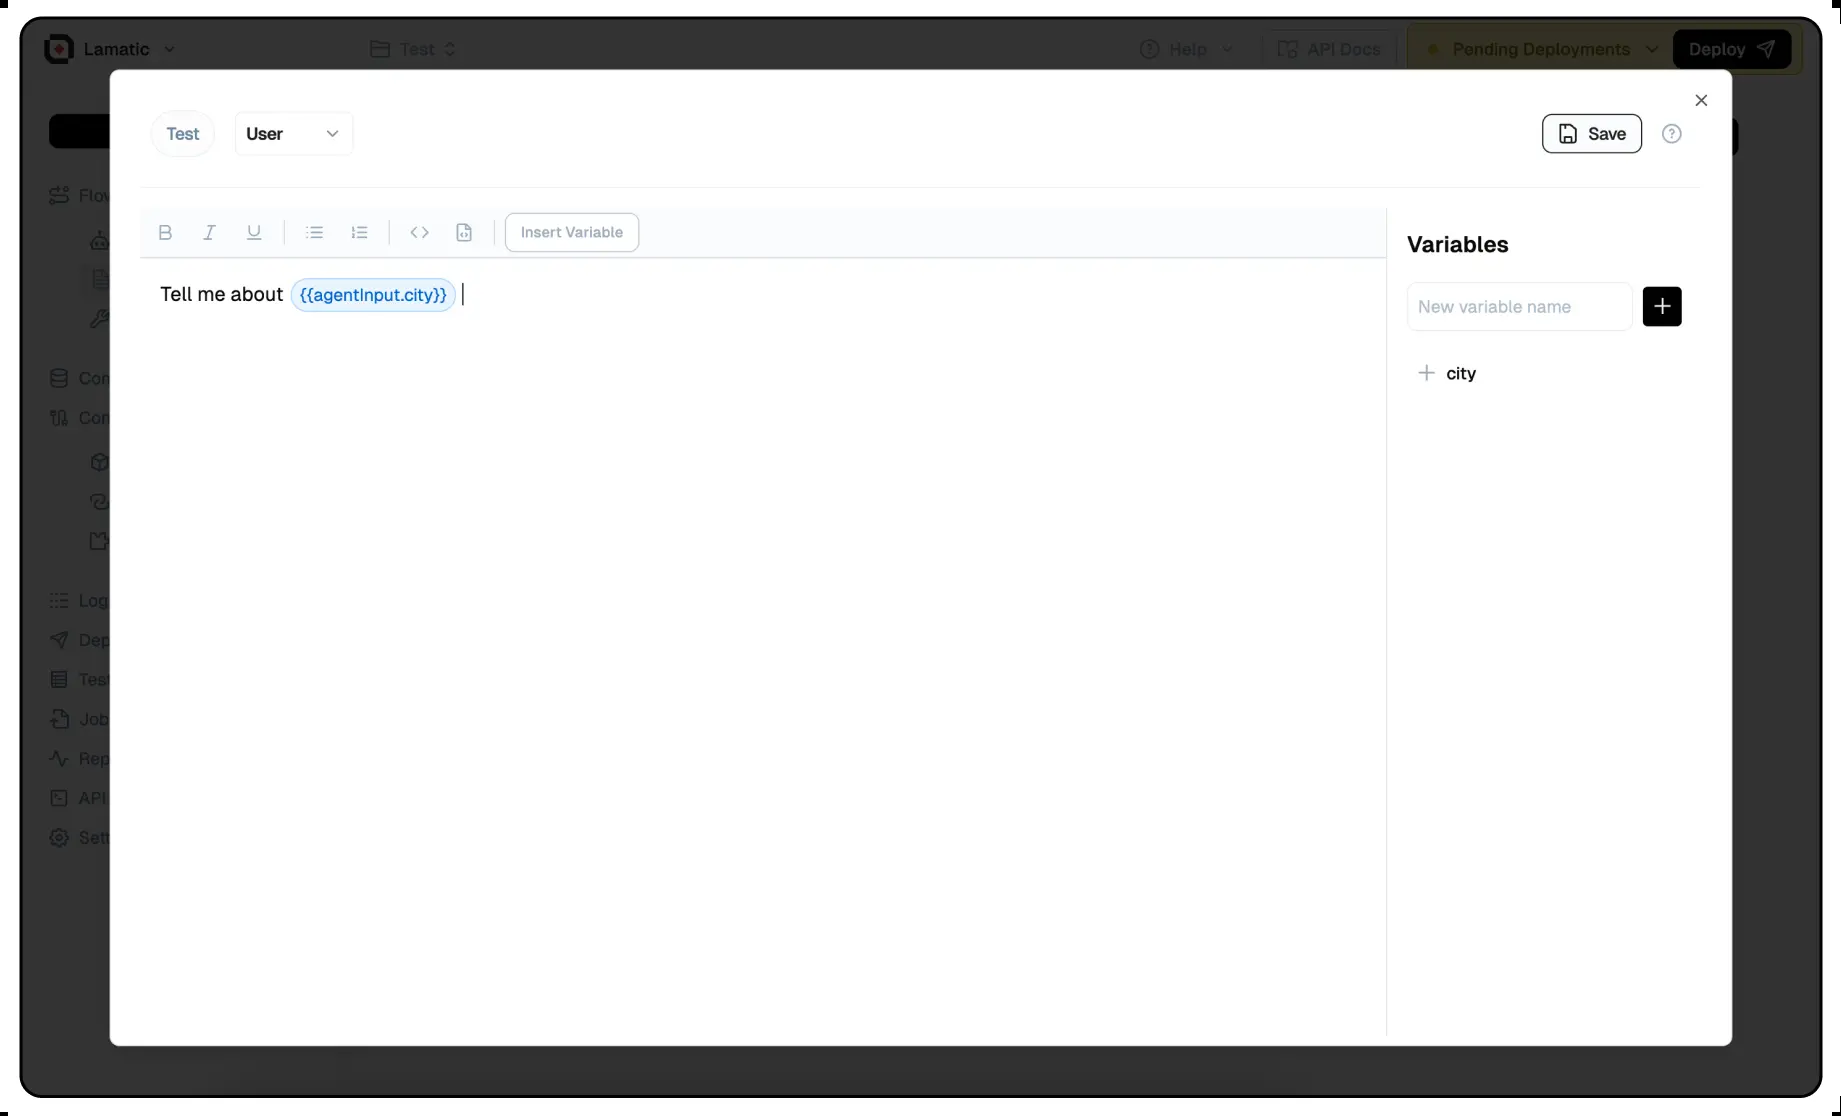 Lamatic
Test
Help
API Docs
Pending Deployments
Deploy
Test
User
Save
B I U <> Insert Variable
Tell me about {{agentInput.city}}
Variables
New variable name
+
+ city
Flow
Con
Con
Log
Dep
Test
Job
Rep
API
Sett